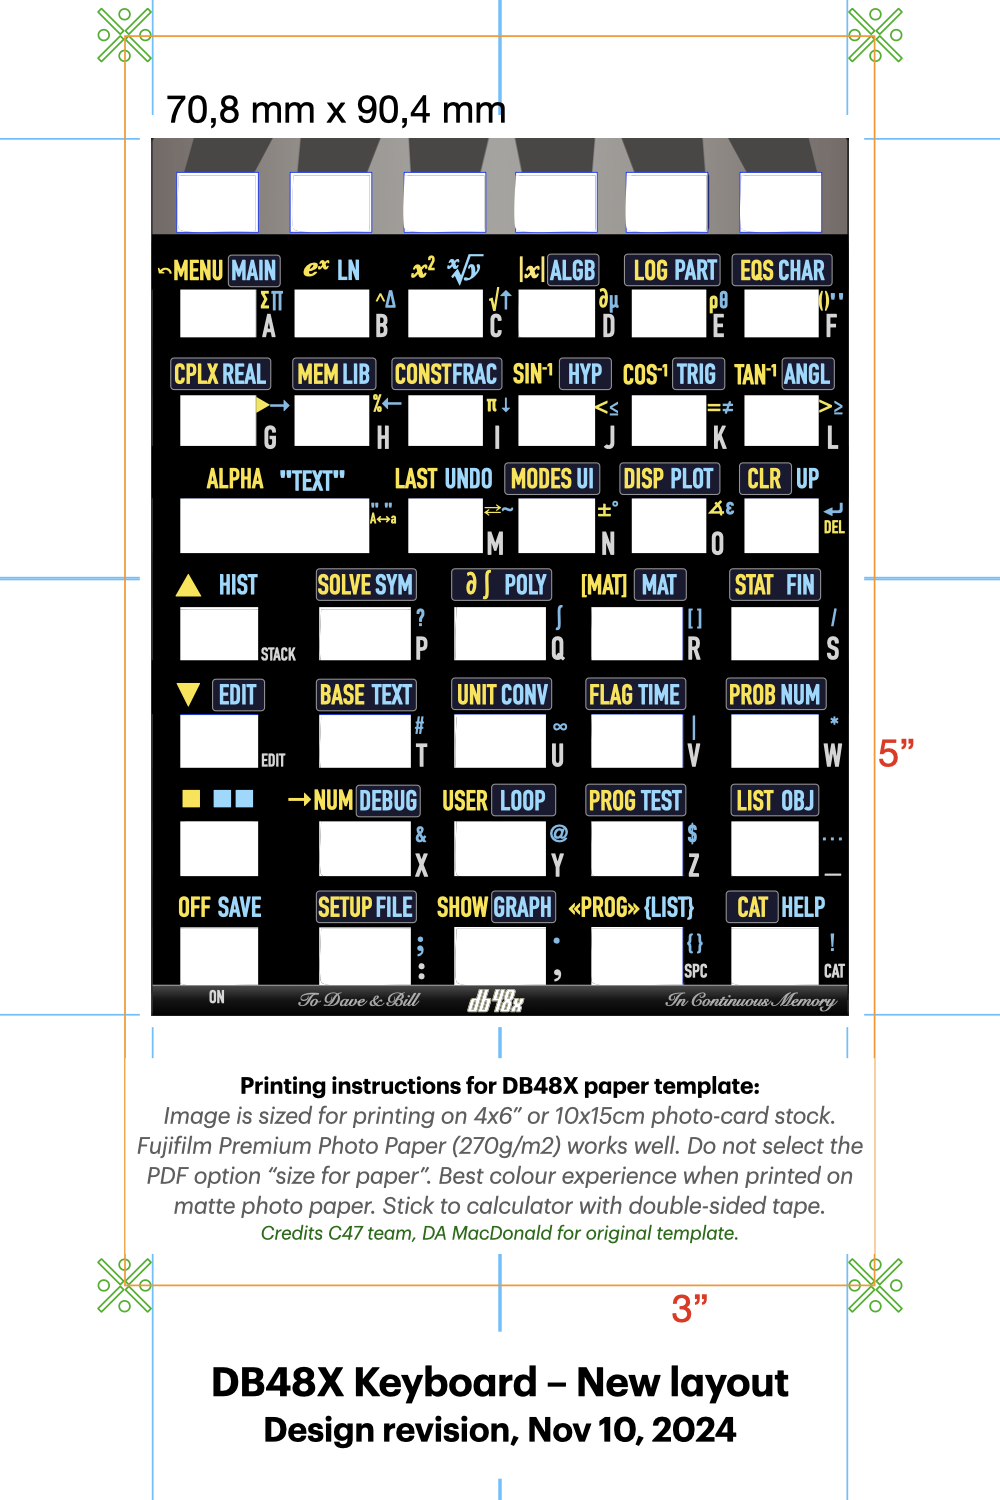 70,8 mm x 90,4 mm
⤺MENU MAIN eˣ LN x² ˣ√y |x| ALGB LOG PART EQS CHAR
Σ∏ ^Δ √↑ ∂μ ρθ ()''
A B C D E F
CPLX REAL MEM LIB CONST FRAC SIN⁻¹ HYP COS⁻¹ TRIG TAN⁻¹ ANGL
▶→ %← π↓ <≤ =≠ >≥
G H I J K L
ALPHA "TEXT" LAST UNDO MODES UI DISP PLOT CLR UP
" " ⇄~ ±° ∡ε ↵
A↔a DEL
M N O
▲ HIST SOLVE SYM ∂ ∫ POLY [MAT] MAT STAT FIN
? ∫ [] /
STACK P Q R S
▼ EDIT BASE TEXT UNIT CONV FLAG TIME PROB NUM
# ∞ | *
EDIT T U V W
■ ■■ →NUM DEBUG USER LOOP PROG TEST LIST OBJ
& @ $ ...
X Y Z _
OFF SAVE SETUP FILE SHOW GRAPH «PROG» {LIST} CAT HELP
; · {} !
: , SPC CAT
ON To Dave & Bill db48x In Continuous Memory
5”
Printing instructions for DB48X paper template:
Image is sized for printing on 4x6” or 10x15cm photo-card stock.
Fujifilm Premium Photo Paper (270g/m2) works well. Do not select the
PDF option “size for paper”. Best colour experience when printed on
matte photo paper. Stick to calculator with double-sided tape.
Credits C47 team, DA MacDonald for original template.
3”
DB48X Keyboard – New layout
Design revision, Nov 10, 2024